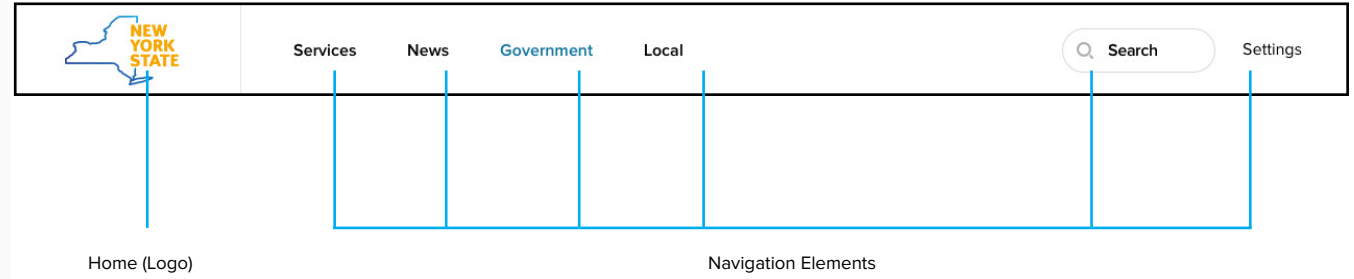 NEW
YORK
STATE
Services News Government Local Search Settings
Home (Logo) Navigation Elements